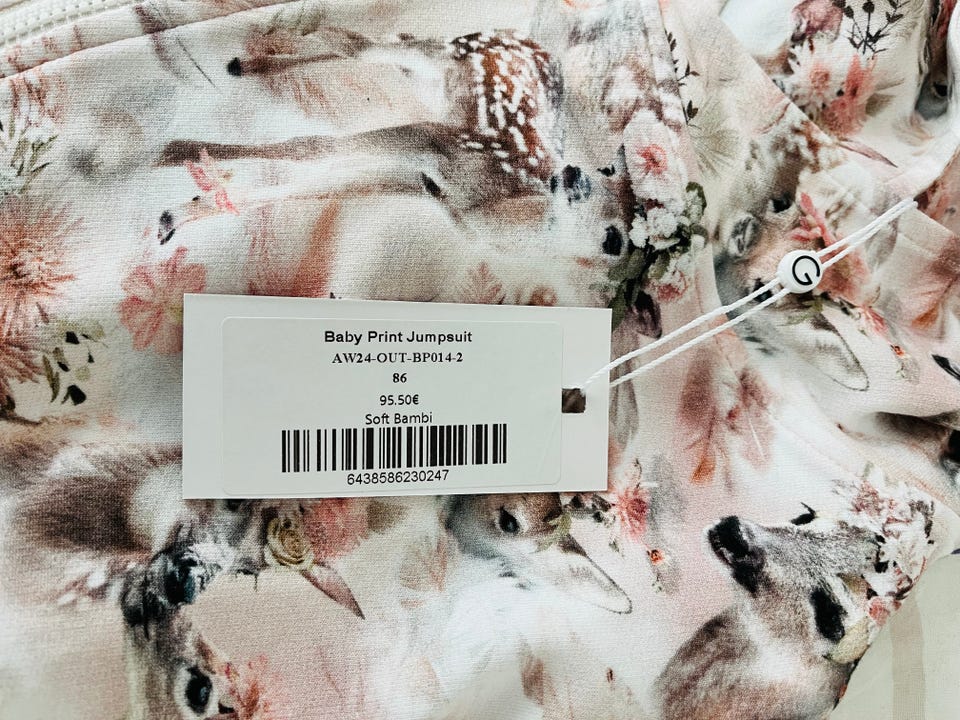 Baby Print Jumpsuit
AW24-OUT-BP014-2
86
95.50€
Soft Bambi
6438586230247
G